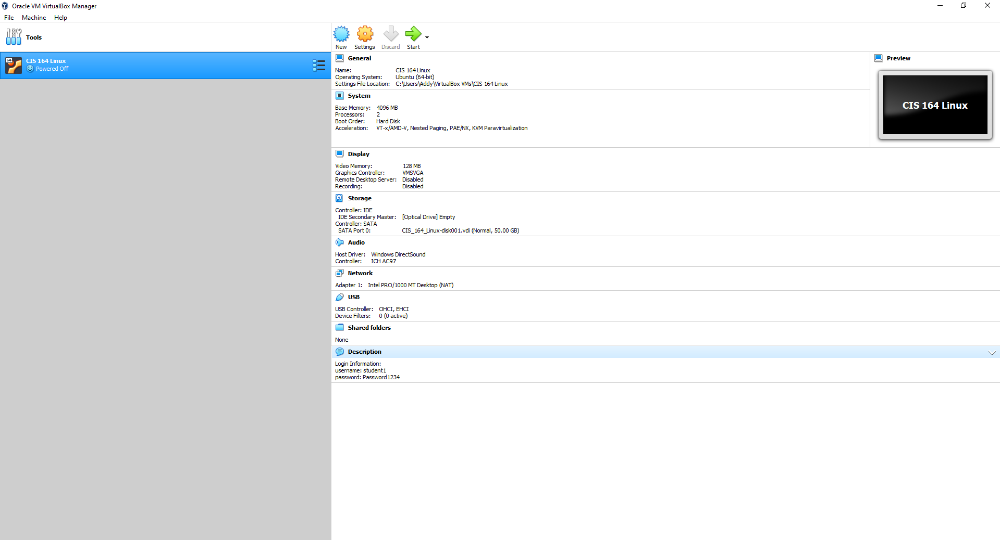 Oracle VM VirtualBox Manager
File Machine Help
Tools
New Settings Discard Start
64
CIS 164 Linux
Powered Off
General
Name: CIS 164 Linux
Operating System: Ubuntu (64-bit)
Settings File Location: C:\Users\Addy\VirtualBox VMs\CIS 164 Linux
Preview
CIS 164 Linux
System
Base Memory: 4096 MB
Processors: 2
Boot Order: Hard Disk
Acceleration: VT-x/AMD-V, Nested Paging, PAE/NX, KVM Paravirtualization
Display
Video Memory: 128 MB
Graphics Controller: VMSVGA
Remote Desktop Server: Disabled
Recording: Disabled
Storage
Controller: IDE
IDE Secondary Master: [Optical Drive] Empty
Controller: SATA
SATA Port 0: CIS_164_Linux-disk001.vdi (Normal, 50.00 GB)
Audio
Host Driver: Windows DirectSound
Controller: ICH AC97
Network
Adapter 1: Intel PRO/1000 MT Desktop (NAT)
USB
USB Controller: OHCI, EHCI
Device Filters: 0 (0 active)
Shared folders
None
Description
Login Information:
username: student1
password: Password1234